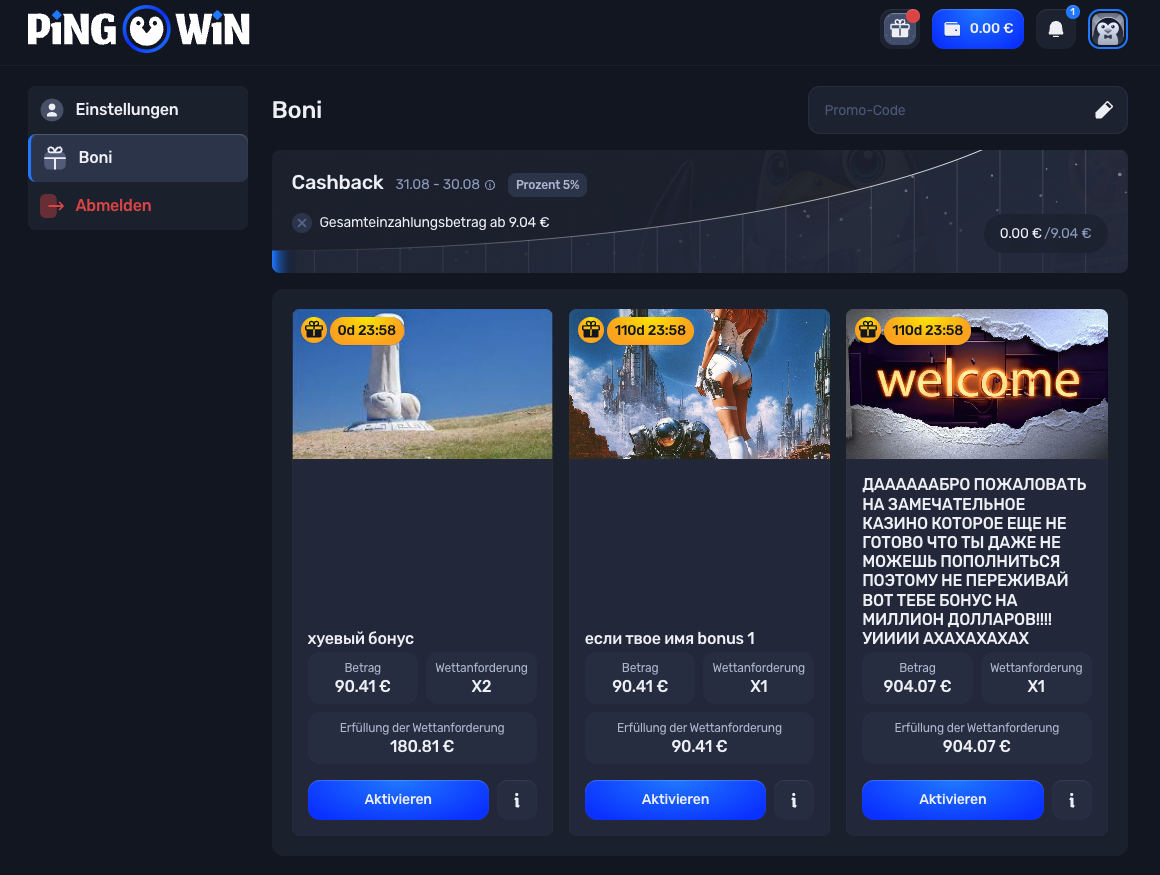 PiNG WiN
0.00 €
1
Einstellungen
Boni
Abmelden
Boni
Promo-Code
Cashback 31.08 - 30.08 Prozent 5%
Gesamteinzahlungsbetrag ab 9.04 €
0.00 € /9.04 €
0d 23:58
хуевый бонус
Betrag
90.41 €
Wettanforderung
X2
Erfüllung der Wettanforderung
180.81 €
Aktivieren
i
110d 23:58
если твое имя bonus 1
Betrag
90.41 €
Wettanforderung
X1
Erfüllung der Wettanforderung
90.41 €
Aktivieren
i
110d 23:58
welcome
ДААААААБРО ПОЖАЛОВАТЬ
НА ЗАМЕЧАТЕЛЬНОЕ
КАЗИНО КОТОРОЕ ЕЩЕ НЕ
ГОТОВО ЧТО ТЫ ДАЖЕ НЕ
МОЖЕШЬ ПОПОЛНИТЬСЯ
ПОЭТОМУ НЕ ПЕРЕЖИВАЙ
ВОТ ТЕБЕ БОНУС НА
МИЛЛИОН ДОЛЛАРОВ!!!!
УИИИИ АХАХАХАХАХ
Betrag
904.07 €
Wettanforderung
X1
Erfüllung der Wettanforderung
904.07 €
Aktivieren
i